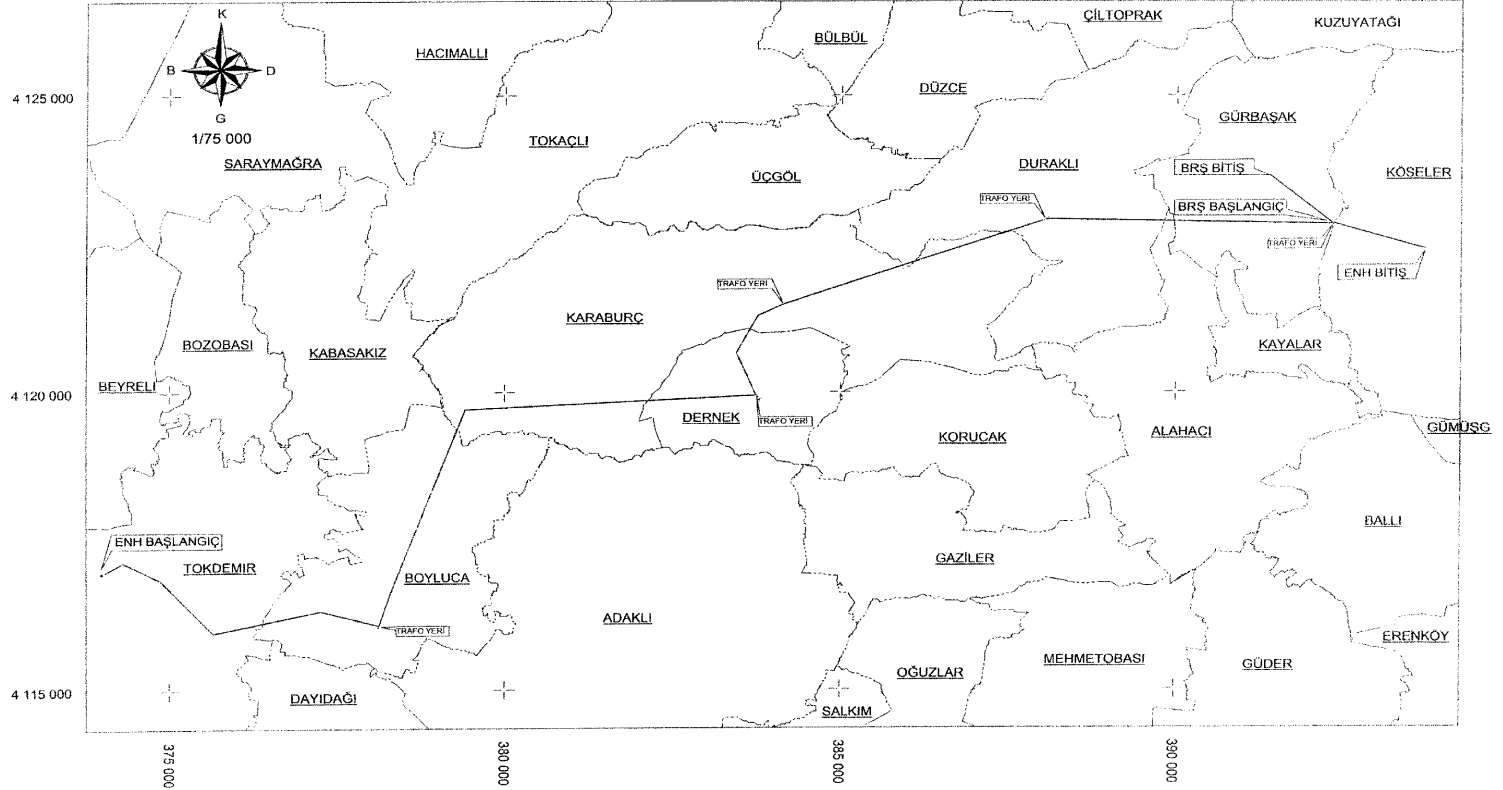 K
ÇİLTOPRAK
KUZUYATAĞI
BÜLBÜL
HACIMALLI
B
D
DÜZCE
4 125 000
G
GÜRBAŞAK
1/75 000
TOKAÇLI
SARAYMAĞRA
DURAKLI
BRŞ BİTİŞ
KÖSELER
ÜÇGÖL
TRAFO YERİ
BRŞ BAŞLANGIÇ
TRAFO YERİ
ENH BİTİŞ
TRAFO YERİ
KARABURÇ
BOZOBASI
KABASAKIZ
KAYALAR
BEYRELİ
4 120 000
DERNEK
TRAFO YERİ
GÜMÜŞG
KORUCAK
ALAHACI
BALLI
ENH BAŞLANGIÇ
TOKDEMIR
GAZİLER
BOYLUCA
ADAKLI
TRAFO YERİ
ERENKÖY
MEHMETOBASI
GÜDER
OĞUZLAR
4 115 000
DAYIDAĞI
SALKIM
375 000
380 000
385 000
390 000